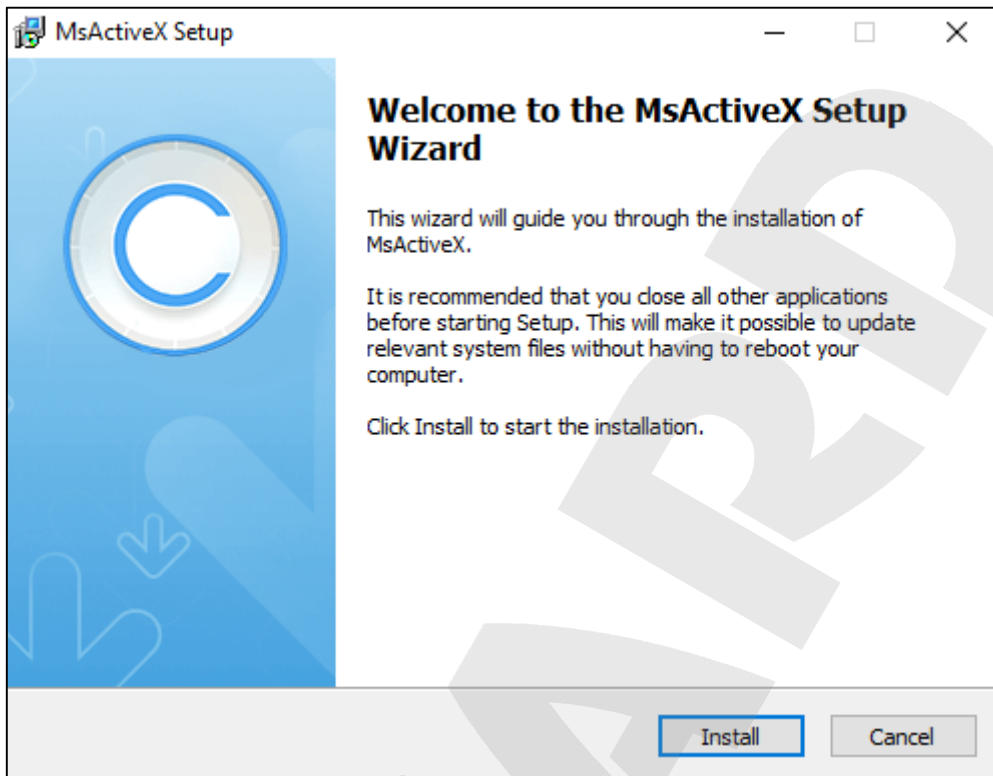 MsActiveX Setup
Welcome to the MsActiveX Setup
Wizard
This wizard will guide you through the installation of
MsActiveX.
It is recommended that you close all other applications
before starting Setup. This will make it possible to update
relevant system files without having to reboot your
computer.
Click Install to start the installation.
Install Cancel
ARD